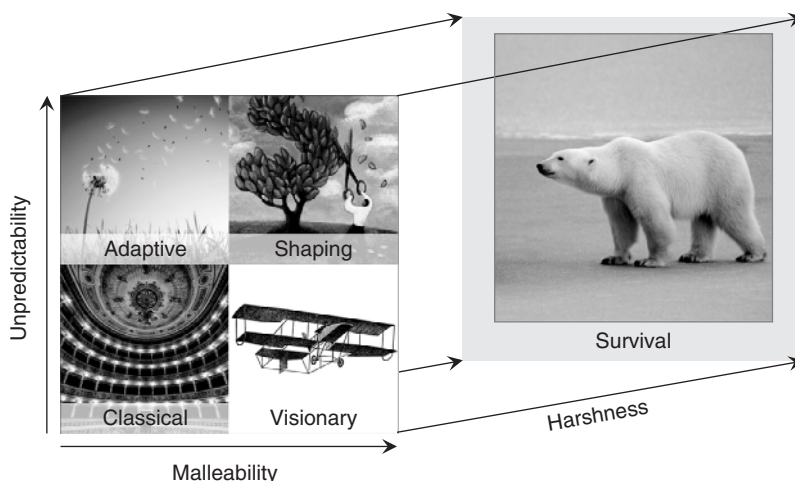 Unpredictability
Adaptive
Shaping
Classical
Visionary
Malleability
Survival
Harshness